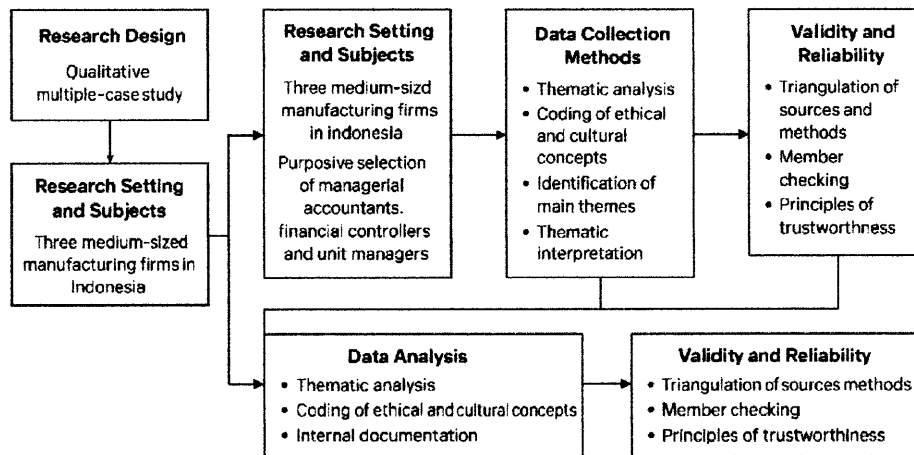 Research Design
Qualitative
multiple-case study
Research Setting
and Subjects
Three medium-sized
manufacturing firms in
Indonesia
Research Setting
and Subjects
Three medium-sizd
manufacturing firms
in Indonesia
Purposive selection
of managerial
accountants.
financial controllers
and unit managers
Data Collection
Methods
• Thematic analysis
• Coding of ethical
and cultural
concepts
• Identification of
main themes
• Thematic
interpretation
Validity and
Reliability
• Triangulation of
sources and
methods
• Member
checking
• Principles of
trustworthness
Data Analysis
• Thematic analysis
• Coding of ethical and cultural concepts
• Internal documentation
Validity and Reliability
• Triangulation of sources methods
• Member checking
• Principles of trustworthiness